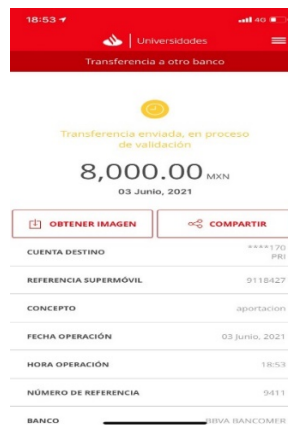 18:53
4G
Universidades
Transferencia a otro banco
Transferencia enviada, en proceso
de validación
8,000.00 MXN
03 Junio, 2021
OBTENER IMAGEN
COMPARTIR
CUENTA DESTINO ****170
PRI
REFERENCIA SUPERMÓVIL 9118427
CONCEPTO aportacion
FECHA OPERACIÓN 03 Junio, 2021
HORA OPERACIÓN 18:53
NÚMERO DE REFERENCIA 9411
BANCO BBVA BANCOMER